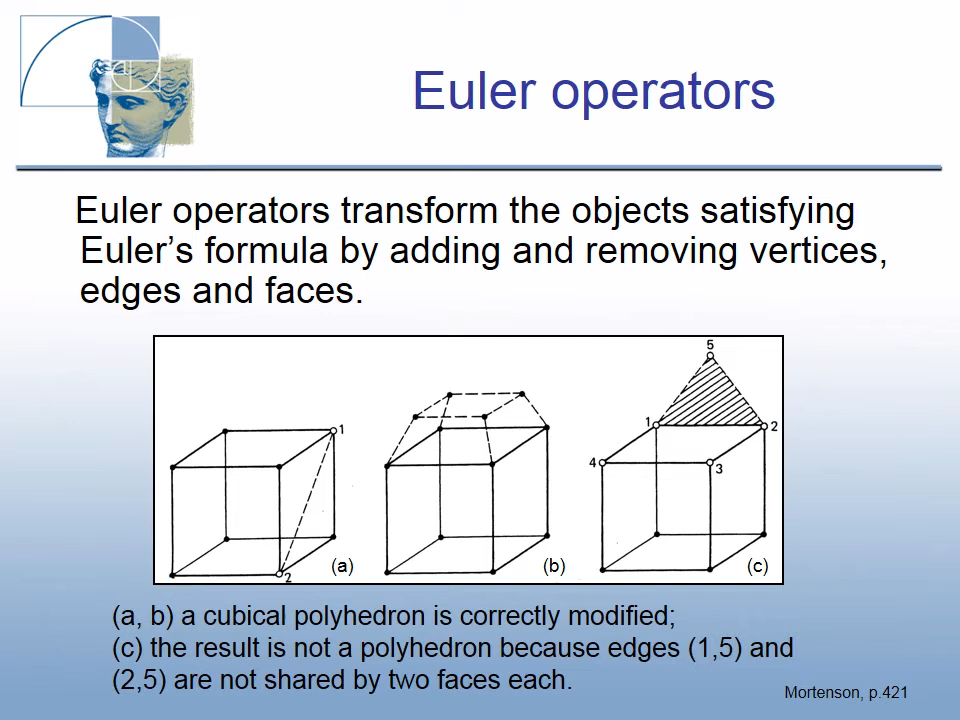 Euler operators
Euler operators transform the objects satisfying
Euler's formula by adding and removing vertices,
edges and faces.
5
1
1
2
4
3
2
(a)
(b)
(c)
(a, b) a cubical polyhedron is correctly modified;
(c) the result is not a polyhedron because edges (1,5) and
(2,5) are not shared by two faces each.
Mortenson, p.421